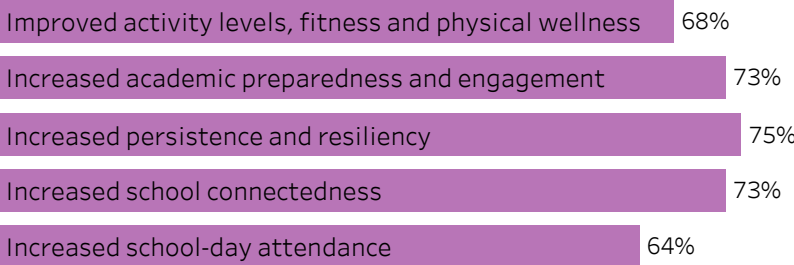 Improved activity levels, fitness and physical wellness 68%
Increased academic preparedness and engagement 73%
Increased persistence and resiliency 75%
Increased school connectedness 73%
Increased school-day attendance 64%